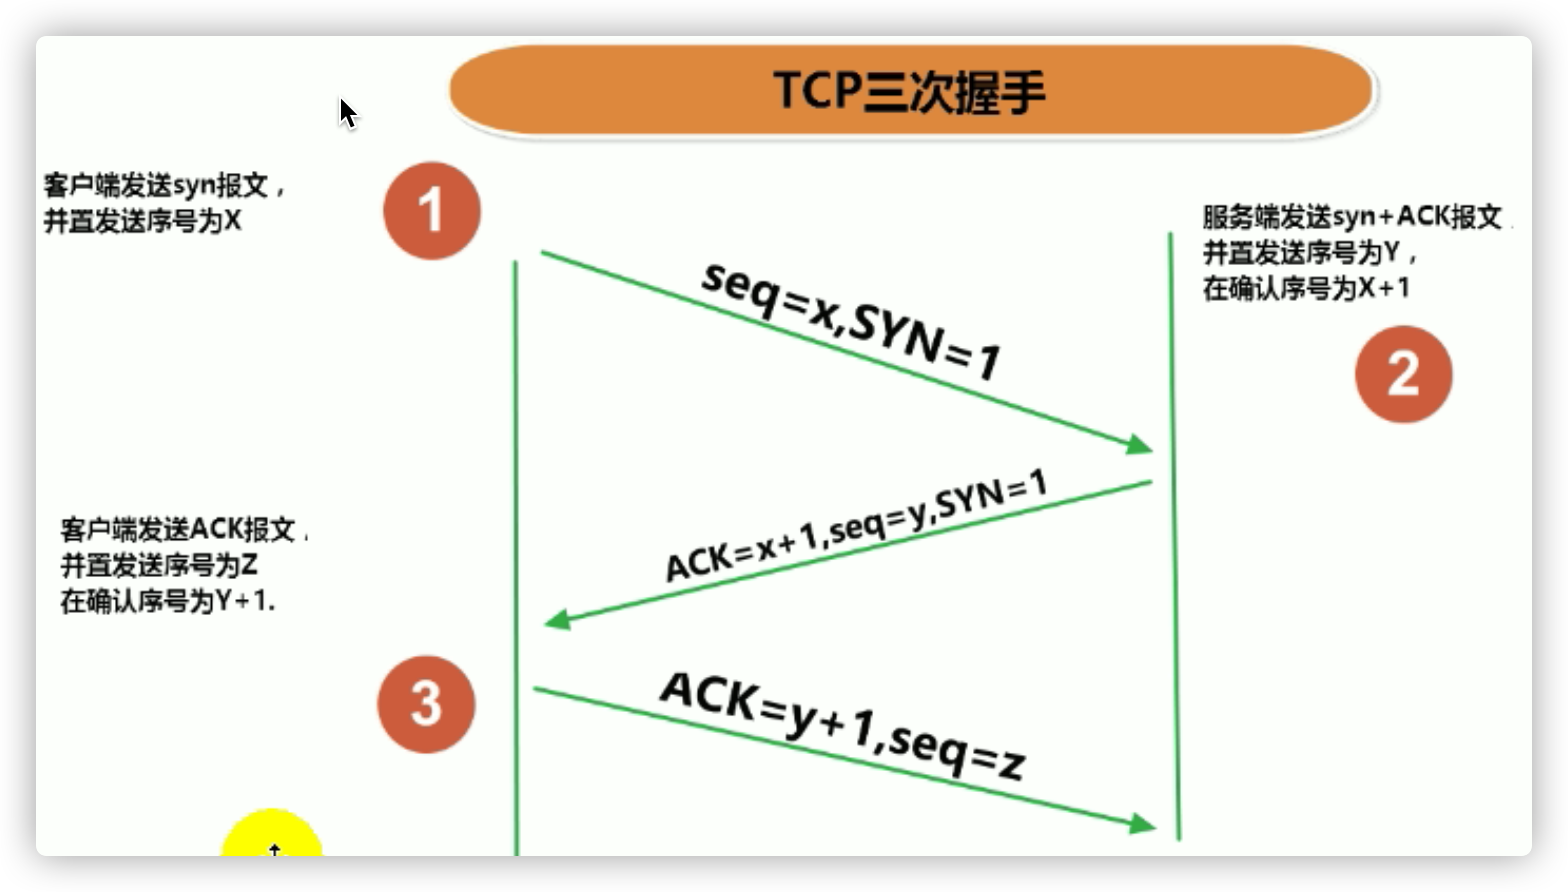 TCP三次握手
客户端发送syn报文，
并置发送序号为X
1
服务端发送syn+ACK报文
并置发送序号为Y，
在确认序号为X+1
2
seq=x,SYN=1
ACK=x+1,seq=y,SYN=1
客户端发送ACK报文，
并置发送序号为Z
在确认序号为Y+1.
3
ACK=y+1,seq=z